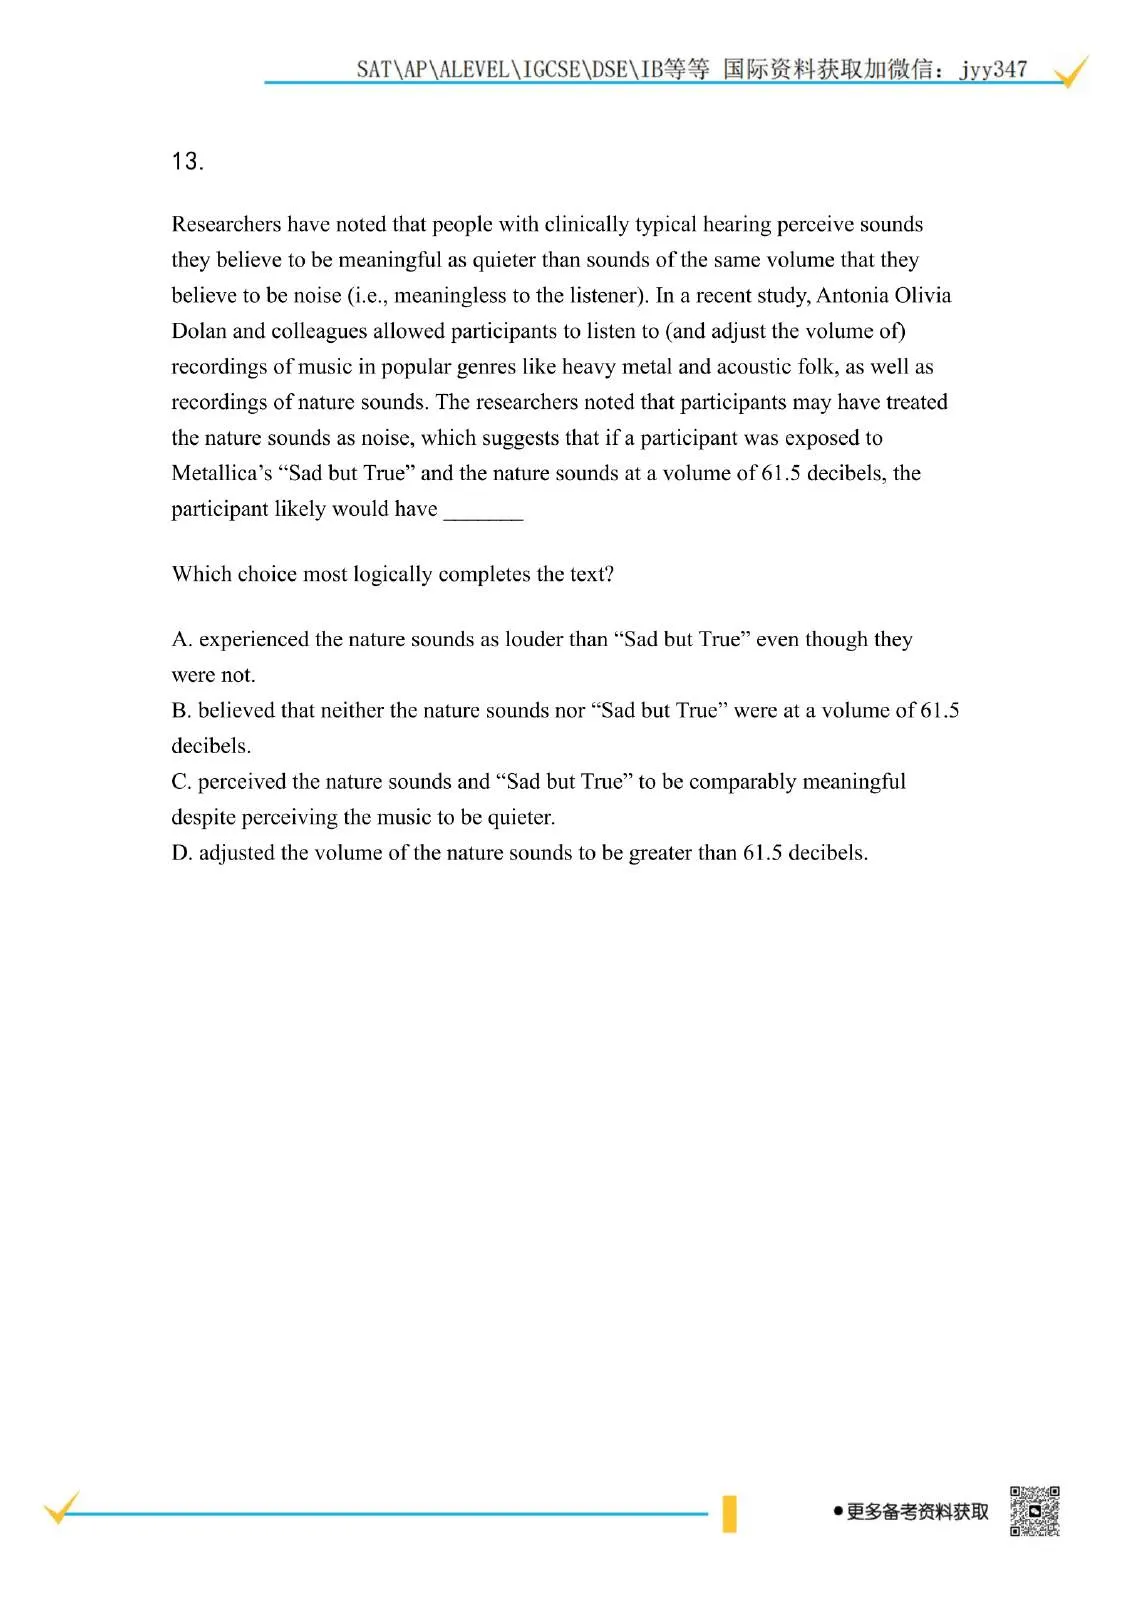 SAT\AP\ALEVEL\IGCSE\DSE\IB等等 国际资料获取加微信：jyy347
13.
Researchers have noted that people with clinically typical hearing perceive sounds
they believe to be meaningful as quieter than sounds of the same volume that they
believe to be noise (i.e., meaningless to the listener). In a recent study, Antonia Olivia
Dolan and colleagues allowed participants to listen to (and adjust the volume of)
recordings of music in popular genres like heavy metal and acoustic folk, as well as
recordings of nature sounds. The researchers noted that participants may have treated
the nature sounds as noise, which suggests that if a participant was exposed to
Metallica’s “Sad but True” and the nature sounds at a volume of 61.5 decibels, the
participant likely would have _______
Which choice most logically completes the text?
A. experienced the nature sounds as louder than “Sad but True” even though they
were not.
B. believed that neither the nature sounds nor “Sad but True” were at a volume of 61.5
decibels.
C. perceived the nature sounds and “Sad but True” to be comparably meaningful
despite perceiving the music to be quieter.
D. adjusted the volume of the nature sounds to be greater than 61.5 decibels.
●更多备考资料获取